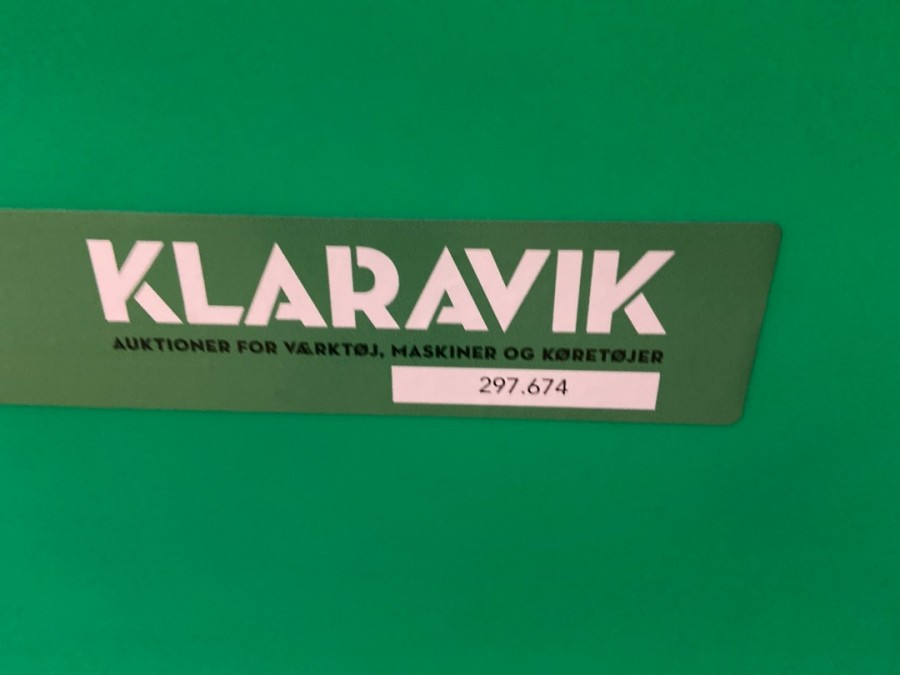 KLARAVIK
AUKTIONER FOR VÆRKTØJ, MASKINER OG KØRETØJER
297.674